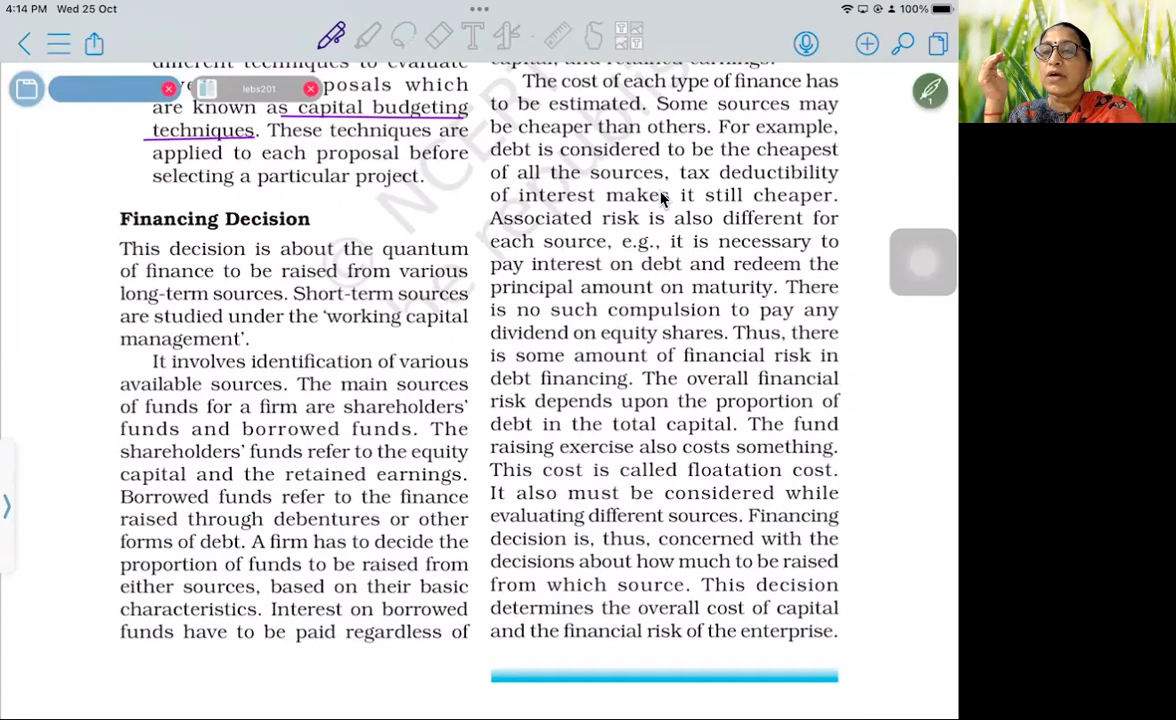 4:14 PM Wed 25 Oct
100%
lebs201
1
different techniques to evaluate
posals which
are known as capital budgeting
techniques. These techniques are
applied to each proposal before
selecting a particular project.
Financing Decision
This decision is about the quantum
of finance to be raised from various
long-term sources. Short-term sources
are studied under the ‘working capital
management’.
It involves identification of various
available sources. The main sources
of funds for a firm are shareholders’
funds and borrowed funds. The
shareholders’ funds refer to the equity
capital and the retained earnings.
Borrowed funds refer to the finance
raised through debentures or other
forms of debt. A firm has to decide the
proportion of funds to be raised from
either sources, based on their basic
characteristics. Interest on borrowed
funds have to be paid regardless of
capital, and retained earnings.
The cost of each type of finance has
to be estimated. Some sources may
be cheaper than others. For example,
debt is considered to be the cheapest
of all the sources, tax deductibility
of interest makes it still cheaper.
Associated risk is also different for
each source, e.g., it is necessary to
pay interest on debt and redeem the
principal amount on maturity. There
is no such compulsion to pay any
dividend on equity shares. Thus, there
is some amount of financial risk in
debt financing. The overall financial
risk depends upon the proportion of
debt in the total capital. The fund
raising exercise also costs something.
This cost is called floatation cost.
It also must be considered while
evaluating different sources. Financing
decision is, thus, concerned with the
decisions about how much to be raised
from which source. This decision
determines the overall cost of capital
and the financial risk of the enterprise.
© NCER
be republis